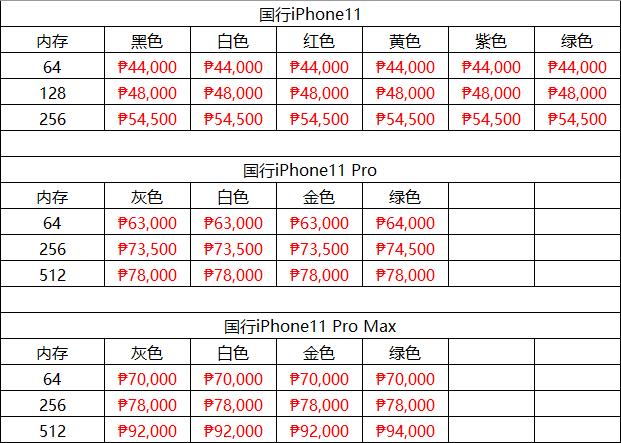 国行iPhone11
内存 黑色 白色 红色 黄色 紫色 绿色
64 ₱44,000 ₱44,000 ₱44,000 ₱44,000 ₱44,000 ₱44,000
128 ₱48,000 ₱48,000 ₱48,000 ₱48,000 ₱48,000 ₱48,000
256 ₱54,500 ₱54,500 ₱54,500 ₱54,500 ₱54,500 ₱54,500
国行iPhone11 Pro
内存 灰色 白色 金色 绿色
64 ₱63,000 ₱63,000 ₱63,000 ₱64,000
256 ₱73,500 ₱73,500 ₱73,500 ₱74,500
512 ₱78,000 ₱78,000 ₱78,000 ₱78,000
国行iPhone11 Pro Max
内存 灰色 白色 金色 绿色
64 ₱70,000 ₱70,000 ₱70,000 ₱70,000
256 ₱78,000 ₱78,000 ₱78,000 ₱78,000
512 ₱92,000 ₱92,000 ₱92,000 ₱94,000